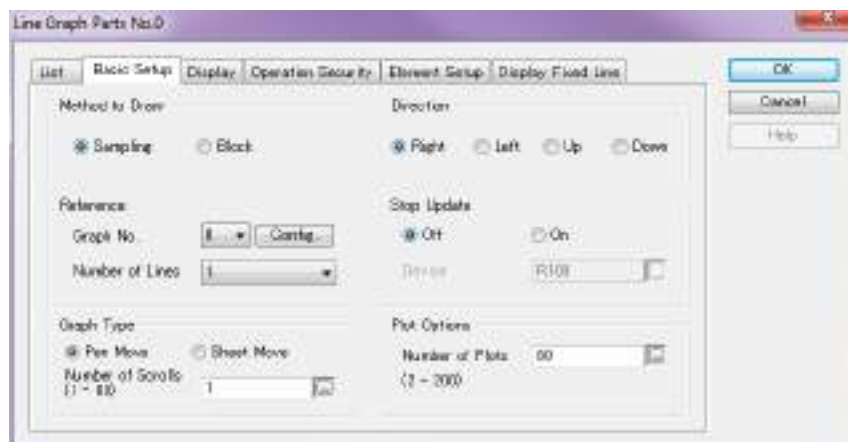 Line Graph Parts No.0
List Basic Setup Display Operation Security Element Setup Display Fixed Line
OK
Cancel
Help
Method to Draw
Sampling Block
Direction
Right Left Up Down
Reference
Graph No. Config...
Number of Lines 1
Stop Update
Off On
Device R100
Graph Type
Pen Move Sheet Move
Number of Scrolls 1
Plot Options
Number of Plots
(2 - 200)